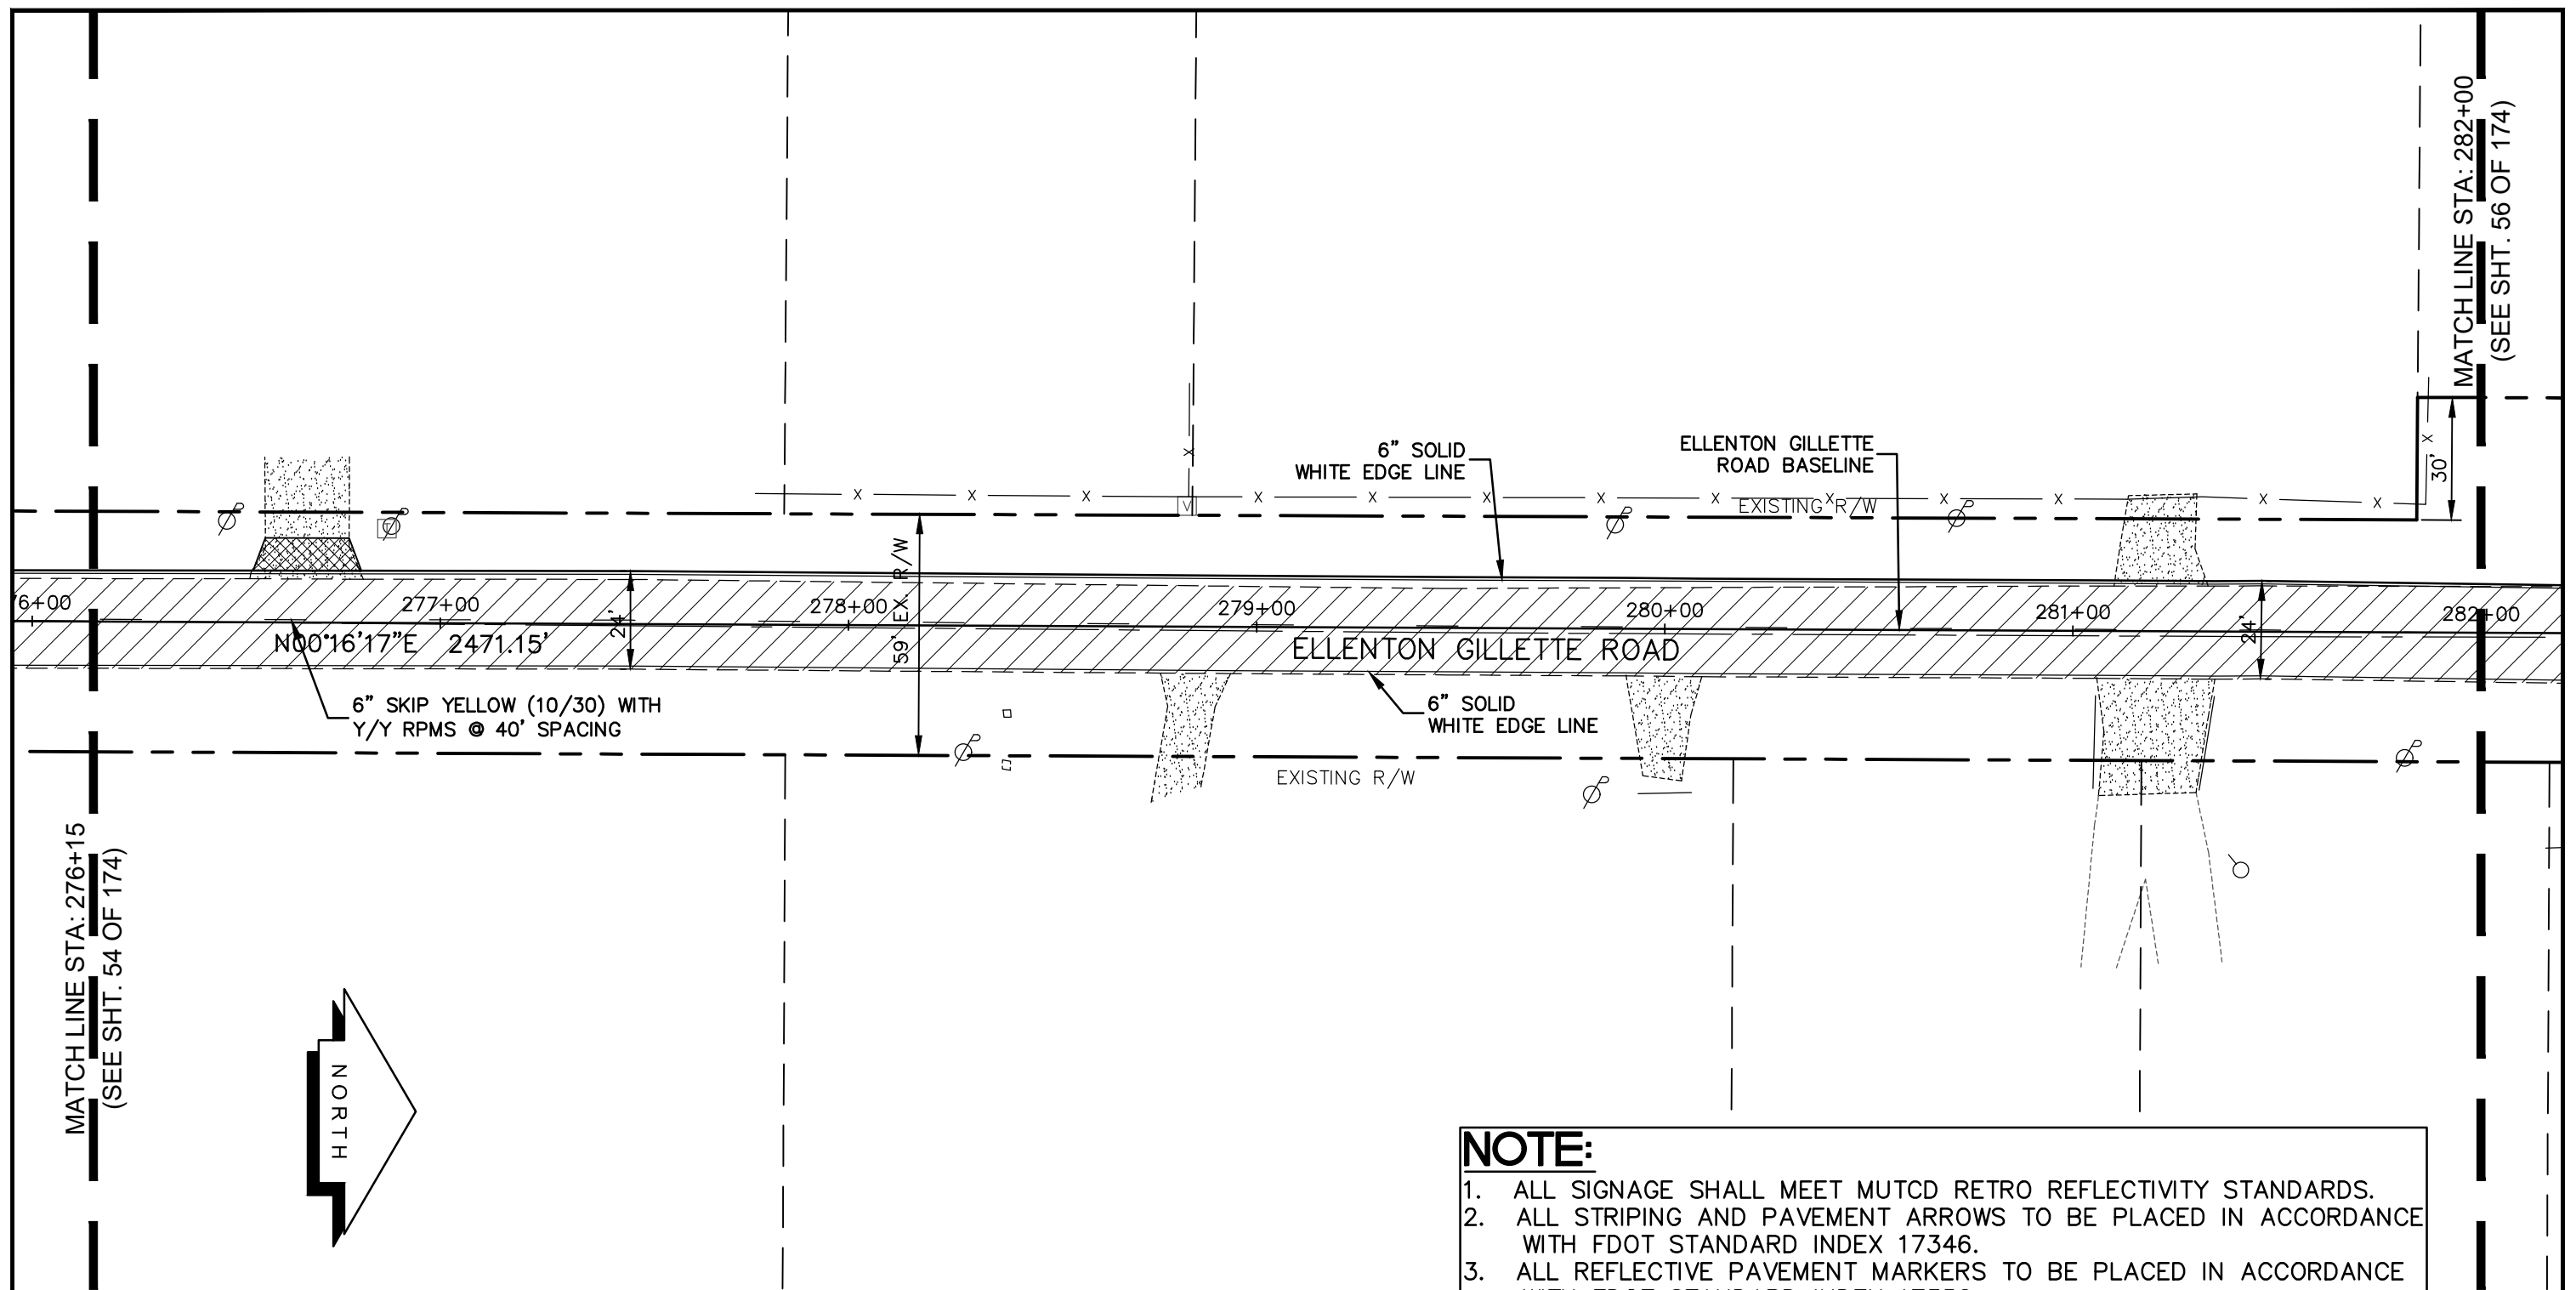 MATCH LINE STA: 282+00
(SEE SHT. 56 OF 174)
6" SOLID
WHITE EDGE LINE
ELLENTON GILLETTE
ROAD BASELINE
30'
X
X X X X X X X X X X X X X
V
T
EXISTING R/W
59' EX. R/W
76+00
277+00
278+00
279+00
280+00
281+00
282+00
24'
24'
N00°16'17"E 2471.15'
ELLENTON GILLETTE ROAD
6" SKIP YELLOW (10/30) WITH
Y/Y RPMS @ 40' SPACING
6" SOLID
WHITE EDGE LINE
EXISTING R/W
MATCH LINE STA: 276+15
(SEE SHT. 54 OF 174)
NORTH
NOTE:
1. ALL SIGNAGE SHALL MEET MUTCD RETRO REFLECTIVITY STANDARDS.
2. ALL STRIPING AND PAVEMENT ARROWS TO BE PLACED IN ACCORDANCE
WITH FDOT STANDARD INDEX 17346.
3. ALL REFLECTIVE PAVEMENT MARKERS TO BE PLACED IN ACCORDANCE